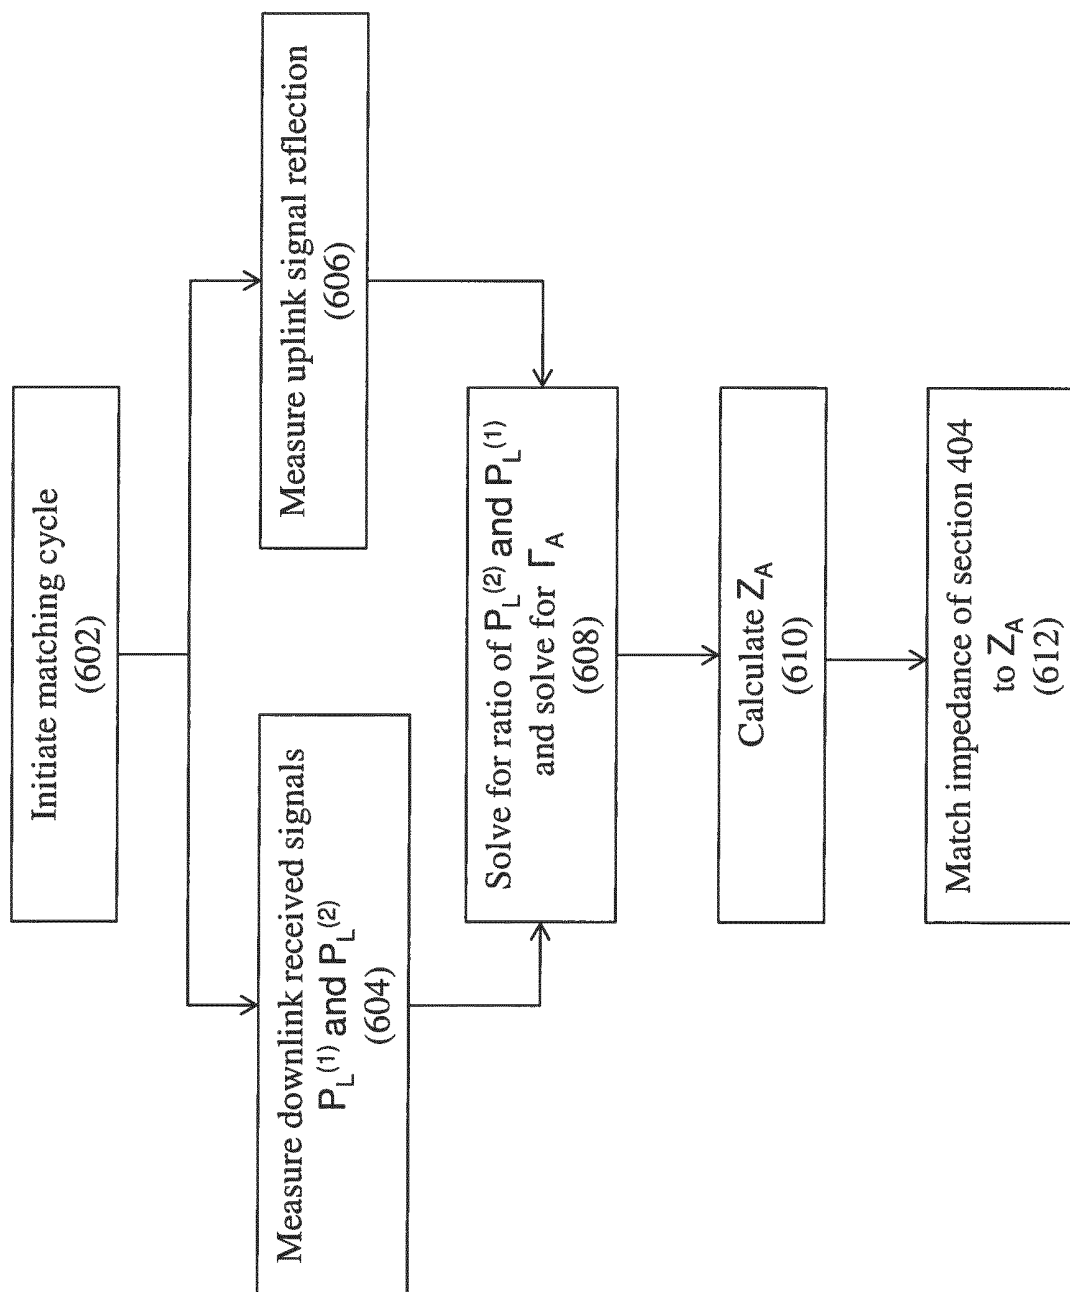 Initiate matching cycle
(602)
Measure downlink received signals
P_L^(1) and P_L^(2)
(604)
Measure uplink signal reflection
(606)
Solve for ratio of P_L^(2) and P_L^(1)
and solve for Γ_A
(608)
Calculate Z_A
(610)
Match impedance of section 404
to Z_A
(612)